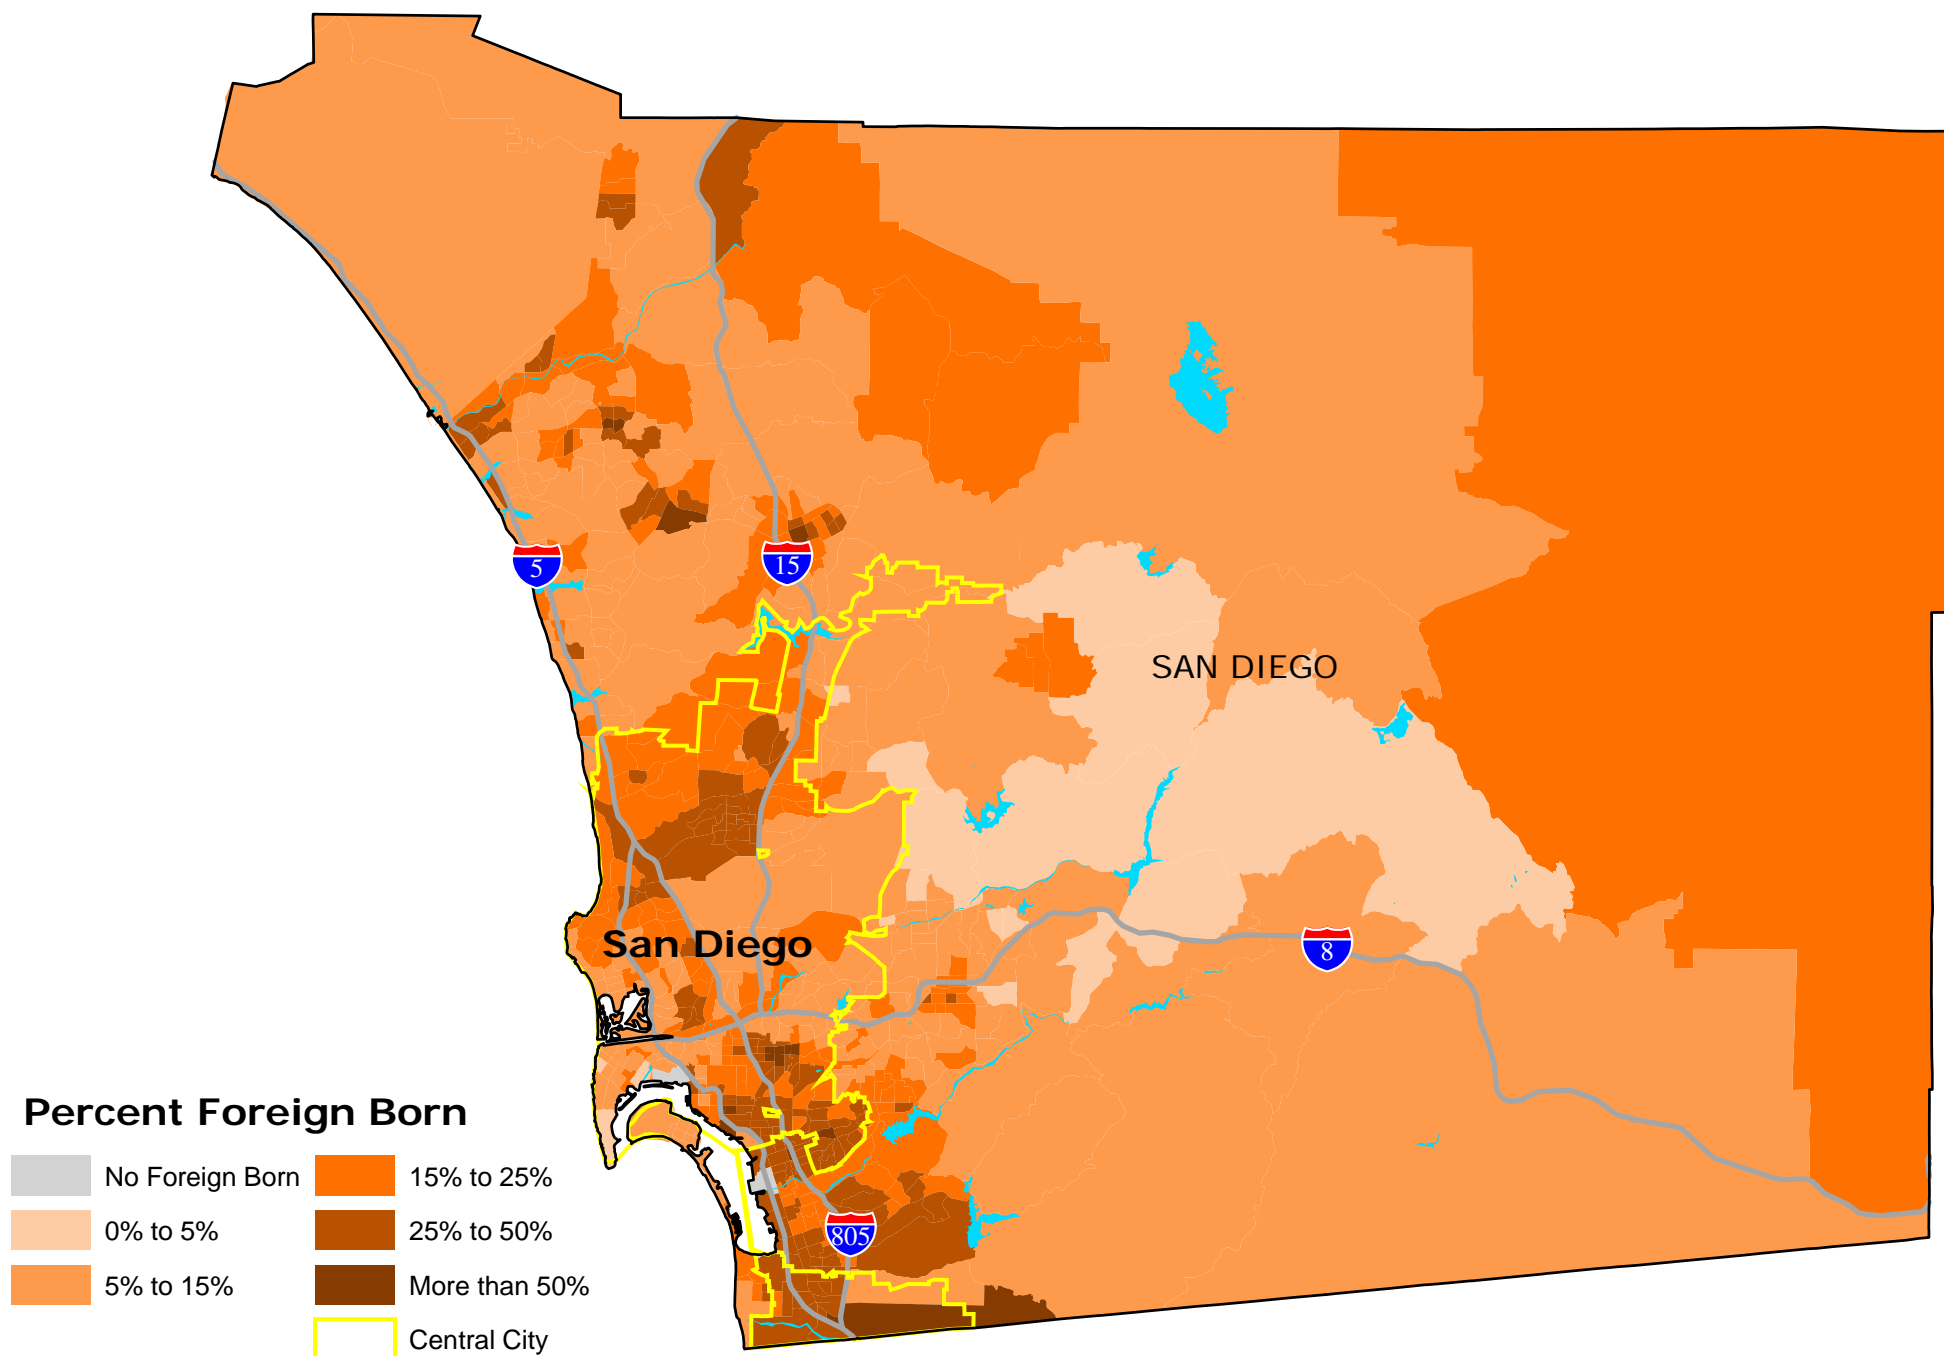 5
15
SAN DIEGO
San Diego
8
Percent Foreign Born
No Foreign Born
15% to 25%
0% to 5%
25% to 50%
805
5% to 15%
More than 50%
Central City